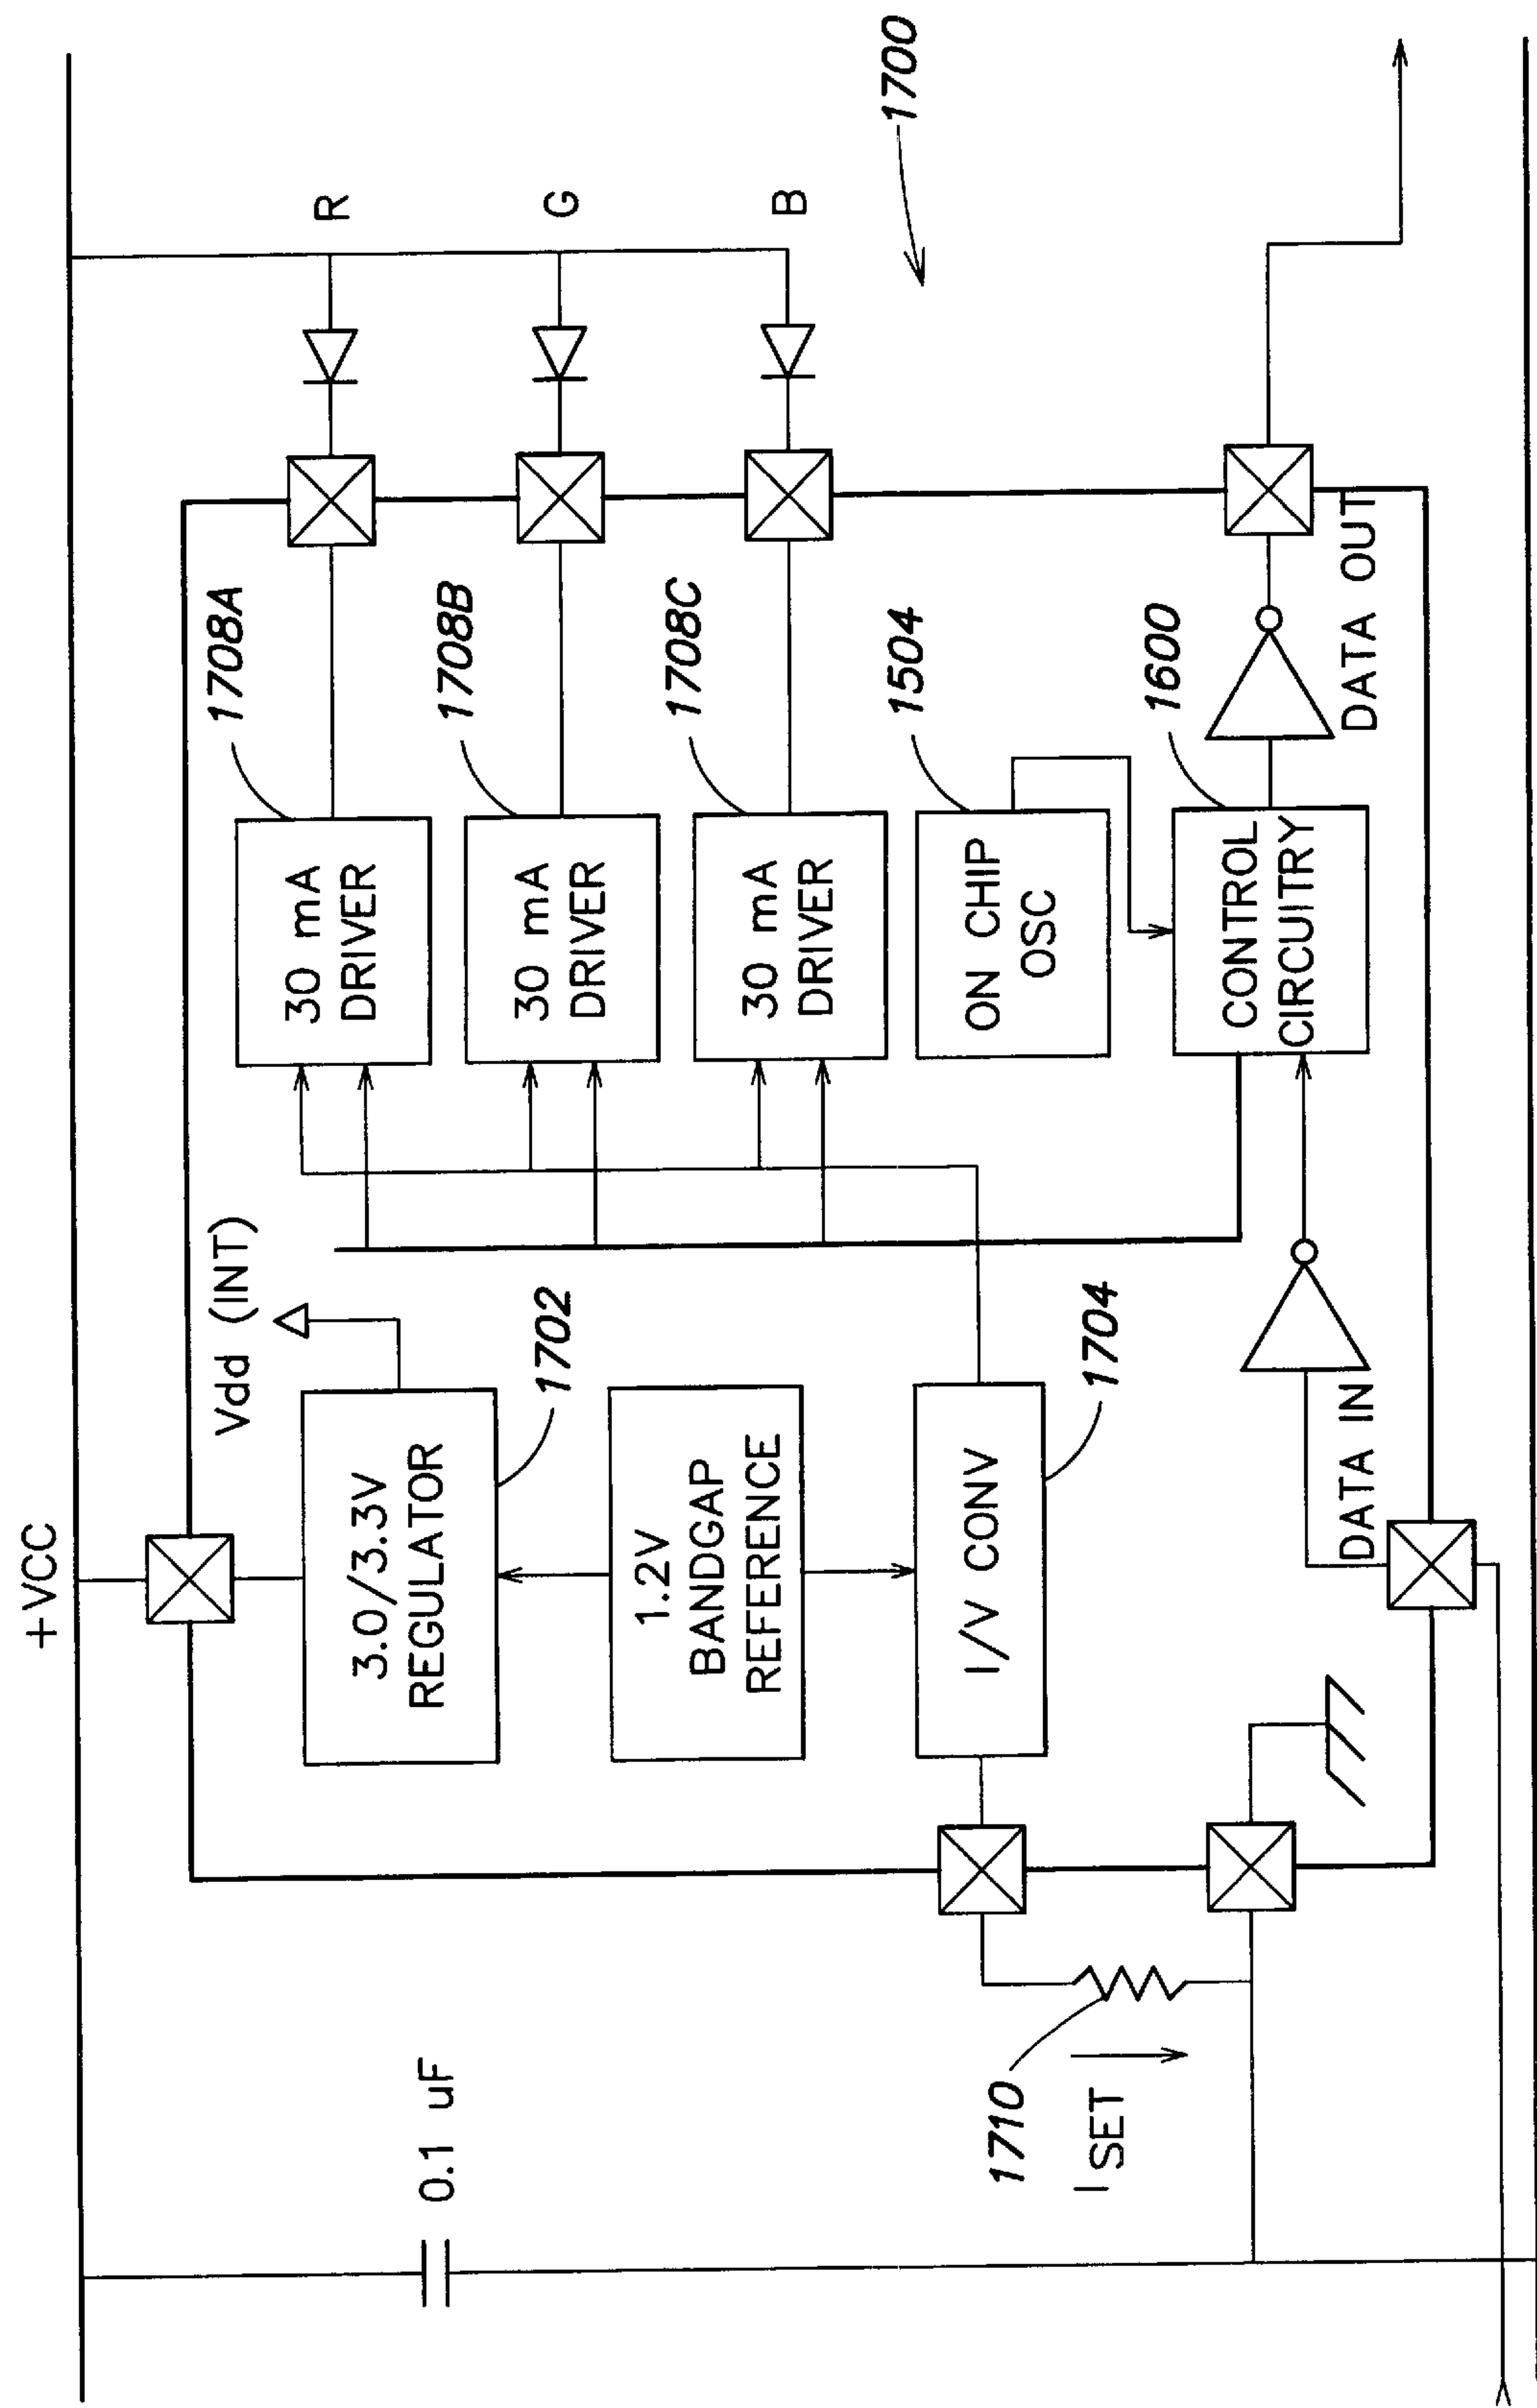 +VCC
0.1 uF
Vdd (INT)
3.0/3.3V
REGULATOR
1702
1.2V
BANDGAP
REFERENCE
I/V CONV
1704
1710
I SET
30 mA
DRIVER
1708A
30 mA
DRIVER
1708B
30 mA
DRIVER
1708C
ON CHIP
OSC
1504
CONTROL
CIRCUITRY
1600
DATA IN
DATA OUT
R
G
B
1700